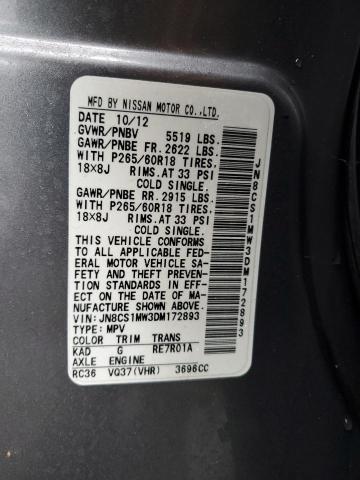 MFD BY NISSAN MOTOR CO.,LTD.
DATE 10/12
GVWR/PNBV 5519 LBS.
GAWR/PNBE FR. 2622 LBS.
WITH P265/60R18 TIRES.
18X8J RIMS.AT 33 PSI
COLD SINGLE.
GAWR/PNBE RR. 2915 LBS.
WITH P265/60R18 TIRES.
18X8J RIMS.AT 33 PSI
COLD SINGLE.
THIS VEHICLE CONFORMS
TO ALL APPLICABLE FED-
ERAL MOTOR VEHICLE SA-
FETY AND THEFT PREVEN-
TION STANDARDS IN EFF-
ECT ON THE DATE OF MA-
NUFACTURE SHOWN ABOVE.
VIN:JN8CS1MW3DM172893
TYPE: MPV
COLOR TRIM TRANS
KAD G RE7R01A
AXLE ENGINE
RC36 VQ37(VHR) 3696CC
JN8CS1MW3DM172893